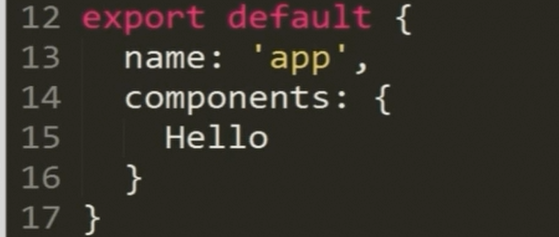 12 export default {
13   name: 'app',
14   components: {
15     Hello
16   }
17 }